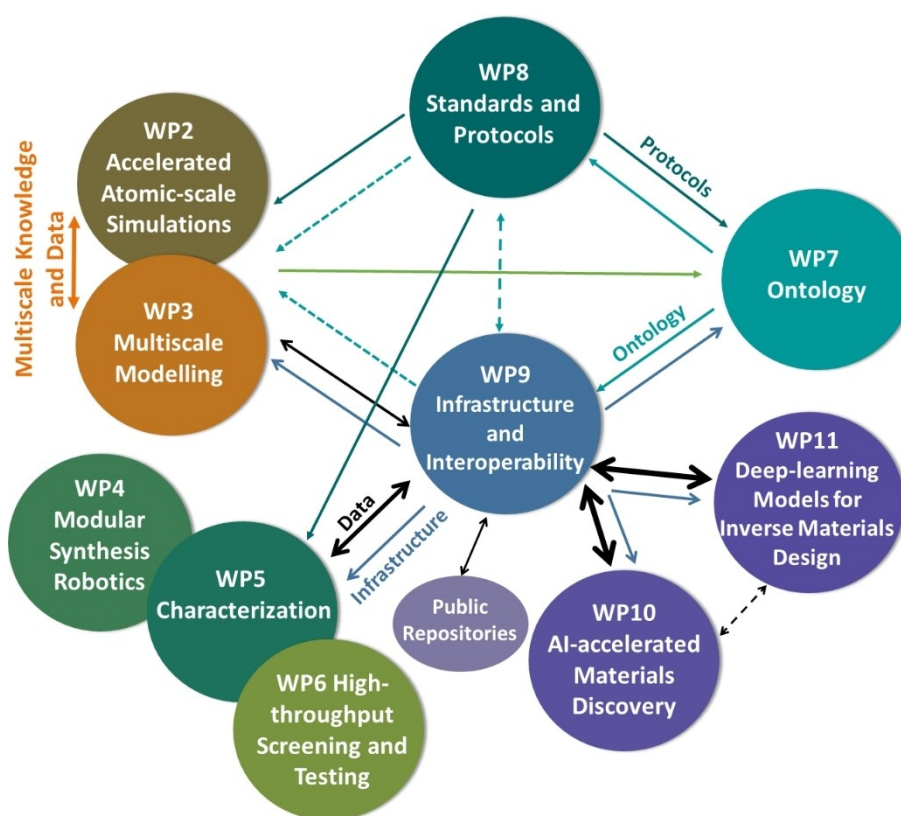 WP8
Standards and
Protocols
WP2
Accelerated
Atomic-scale
Simulations
Protocols
Multiscale Knowledge
and Data
WP7
Ontology
WP3
Multiscale
Modelling
Ontology
WP9
Infrastructure
and
Interoperability
WP11
Deep-learning
Models for
Inverse Materials
Design
WP4
Modular
Synthesis
Robotics
Data
Infrastructure
WP5
Characterization
Public
Repositories
WP10
AI-accelerated
Materials
Discovery
WP6 High-
throughput
Screening and
Testing